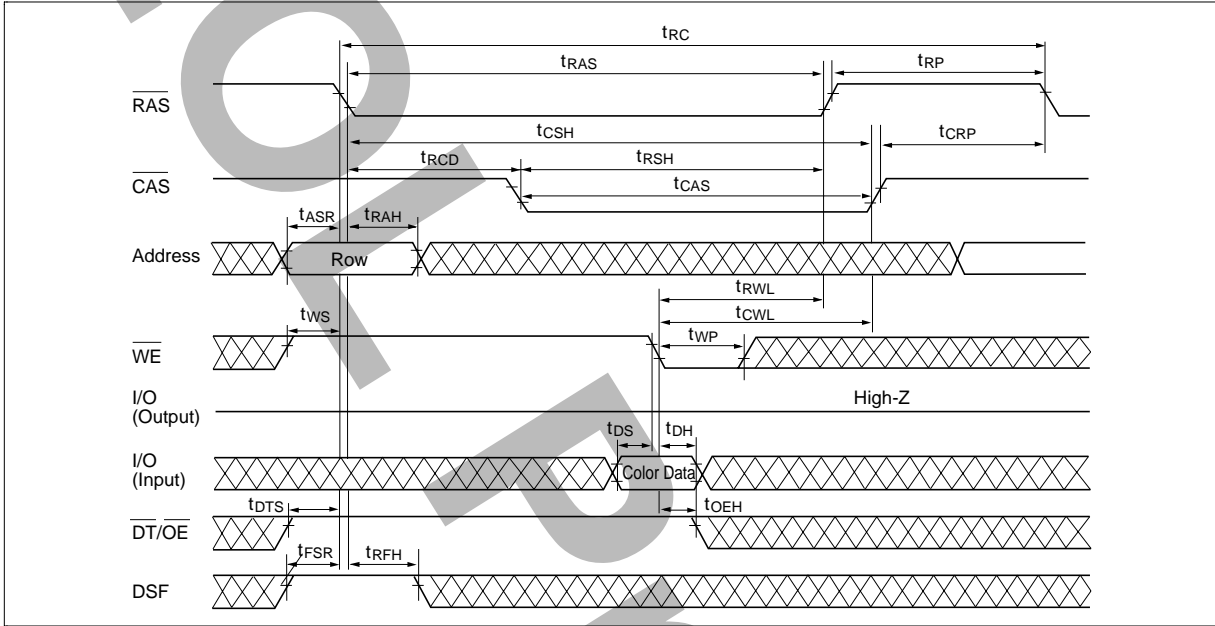 tRC
tRAS
tRP
RAS
tCSH
tCRP
tRCD
tRSH
CAS
tCAS
tASR
tRAH
Address
Row
tRWL
tCWL
tWS
tWP
WE
I/O
(Output)
High-Z
tDS
tDH
I/O
(Input)
Color Data
tDTS
tOEH
DT/OE
tFSR
tRFH
DSF